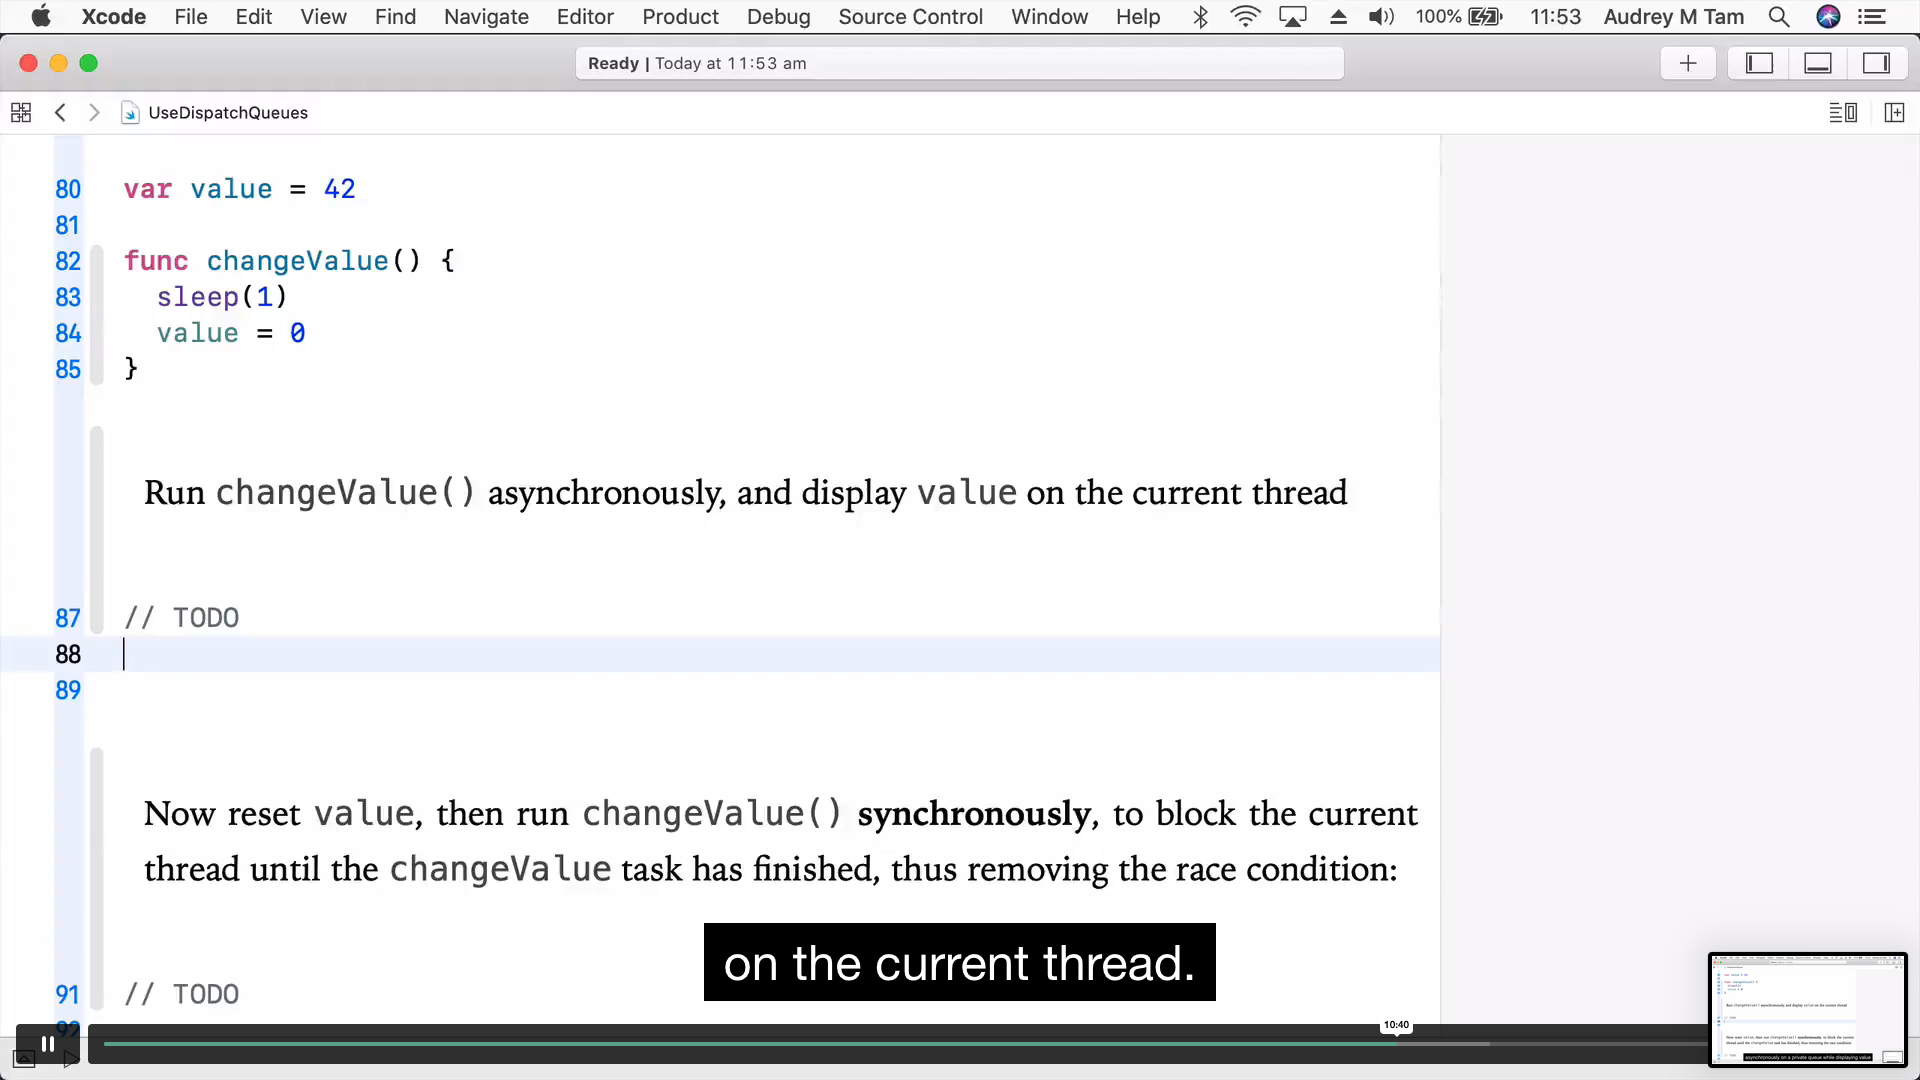 Xcode File Edit View Find Navigate Editor Product Debug Source Control Window Help 100% 11:53 Audrey M Tam
Ready | Today at 11:53 am
UseDispatchQueues
80 var value = 42
81
82 func changeValue() {
83 sleep(1)
84 value = 0
85 }
Run changeValue() asynchronously, and display value on the current thread
87 // TODO
88
89
Now reset value, then run changeValue() synchronously, to block the current
thread until the changeValue task has finished, thus removing the race condition:
on the current thread.
91 // TODO
92
10:40